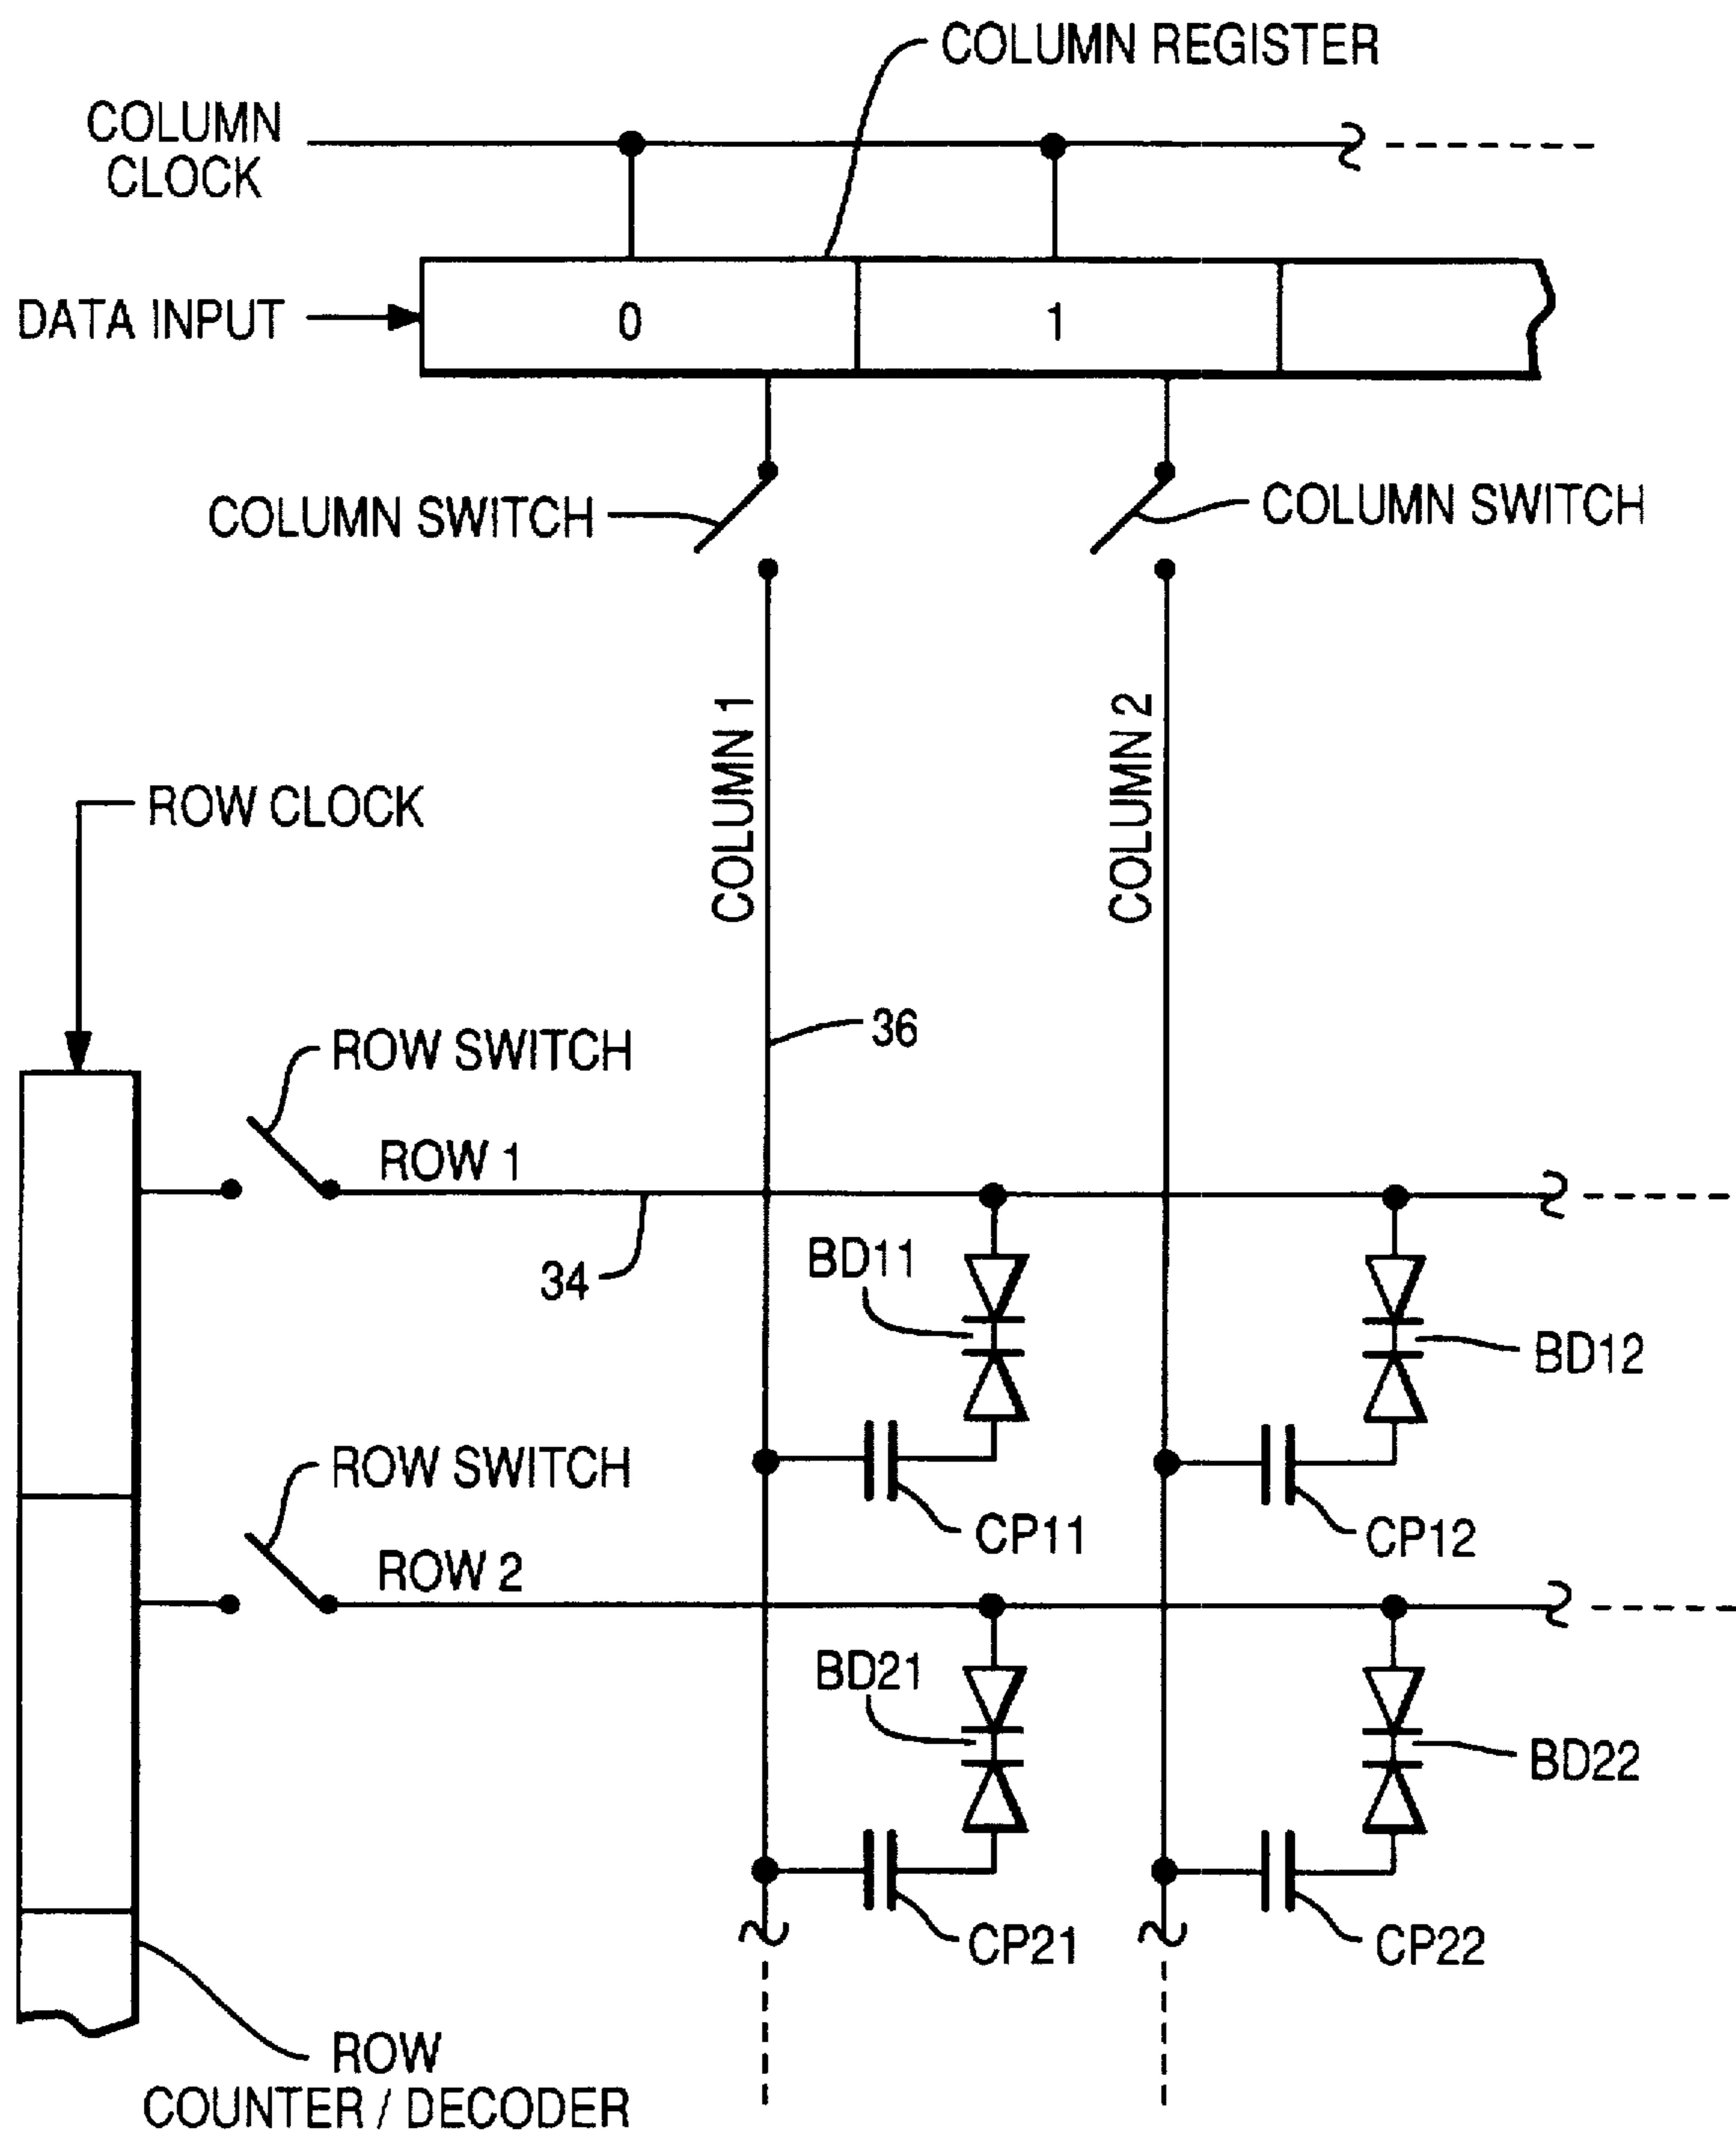 COLUMN REGISTER
COLUMN
CLOCK
DATA INPUT
0
1
COLUMN SWITCH
COLUMN SWITCH
COLUMN 1
COLUMN 2
ROW CLOCK
36
ROW SWITCH
ROW 1
34
BD11
BD12
CP11
CP12
ROW SWITCH
ROW 2
BD21
BD22
CP21
CP22
ROW
COUNTER / DECODER